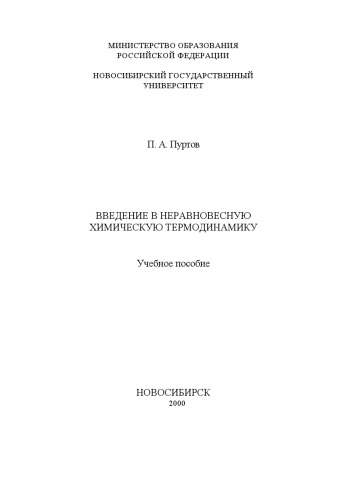 МИНИСТЕРСТВО ОБРАЗОВАНИЯ
РОССИЙСКОЙ ФЕДЕРАЦИИ
НОВОСИБИРСКИЙ ГОСУДАРСТВЕННЫЙ
УНИВЕРСИТЕТ
П. А. Пуртов
ВВЕДЕНИЕ В НЕРАВНОВЕСНУЮ
ХИМИЧЕСКУЮ ТЕРМОДИНАМИКУ
Учебное пособие
НОВОСИБИРСК
2000